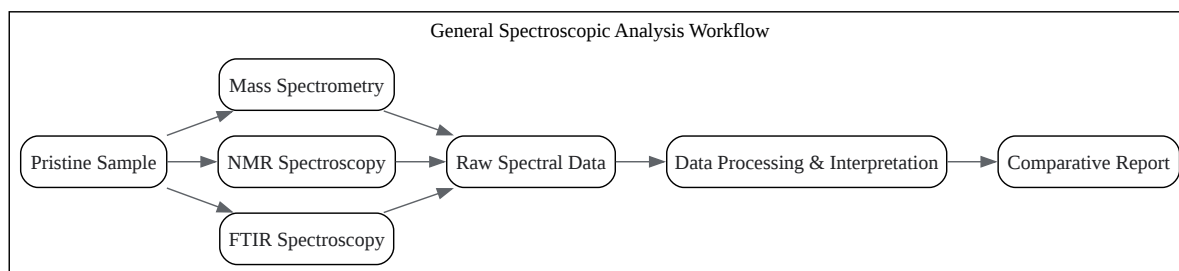 General Spectroscopic Analysis Workflow
Mass Spectrometry
Pristine Sample
NMR Spectroscopy
Raw Spectral Data
Data Processing & Interpretation
Comparative Report
FTIR Spectroscopy